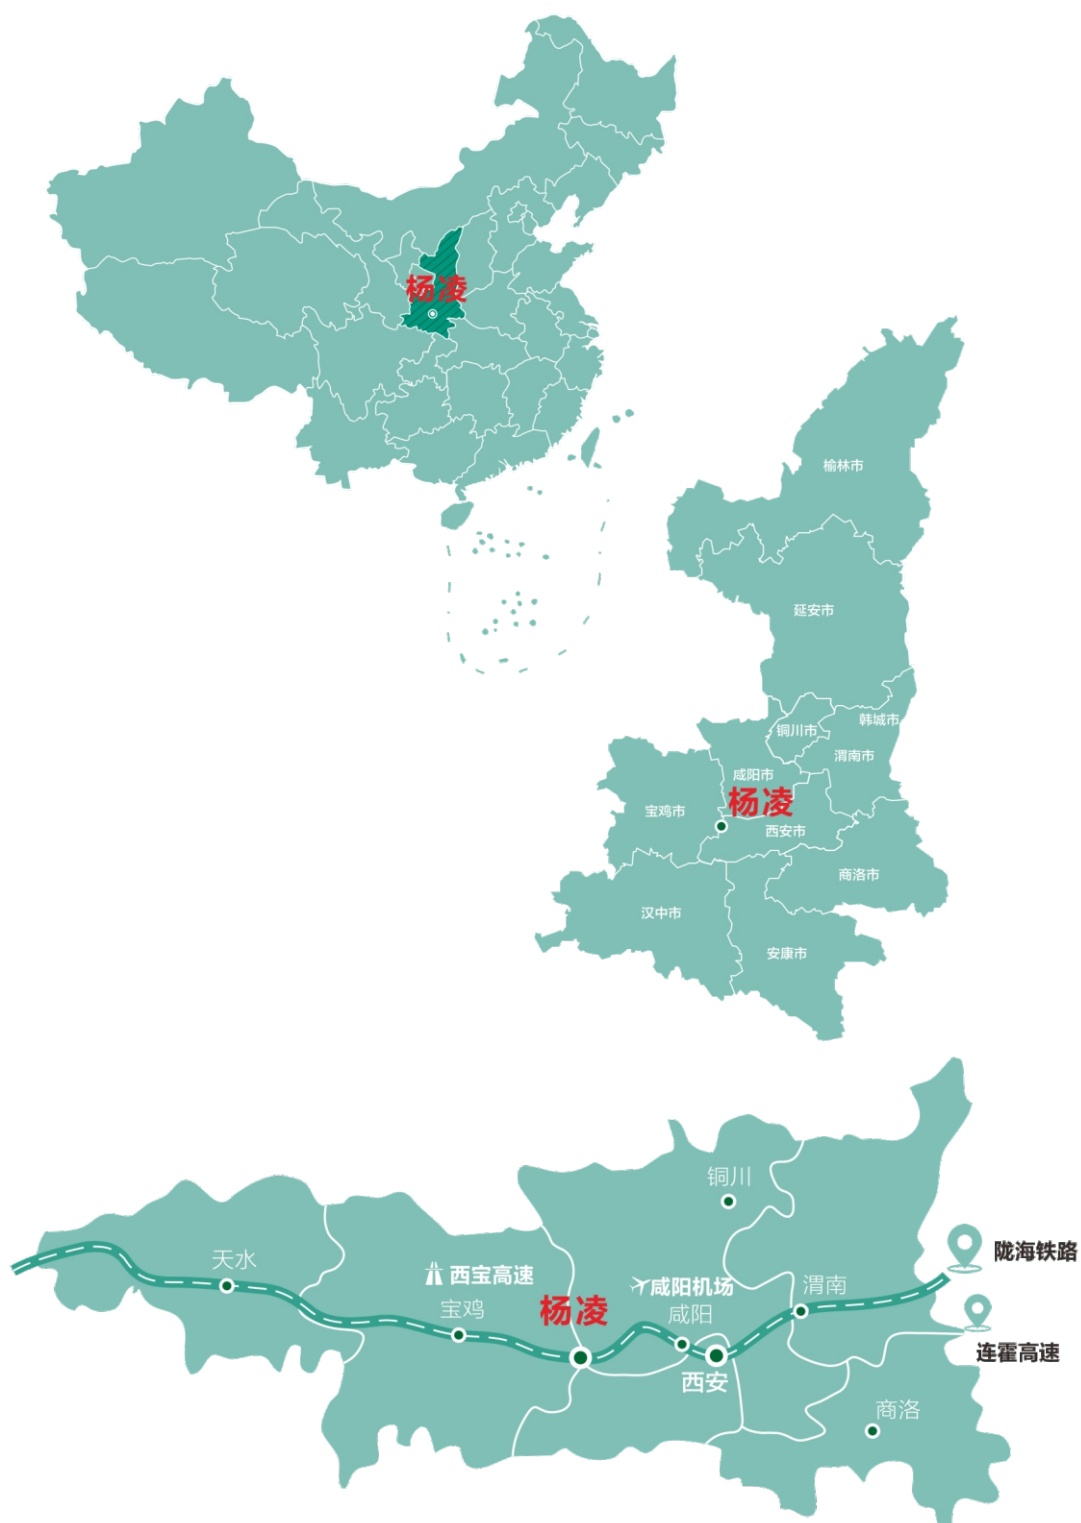 杨凌
榆林市
延安市
韩城市
铜川市
渭南市
咸阳市
杨凌
宝鸡市
西安市
商洛市
汉中市
安康市
铜川
陇海铁路
天水
西宝高速
咸阳机场
渭南
宝鸡
杨凌
咸阳
连霍高速
西安
商洛